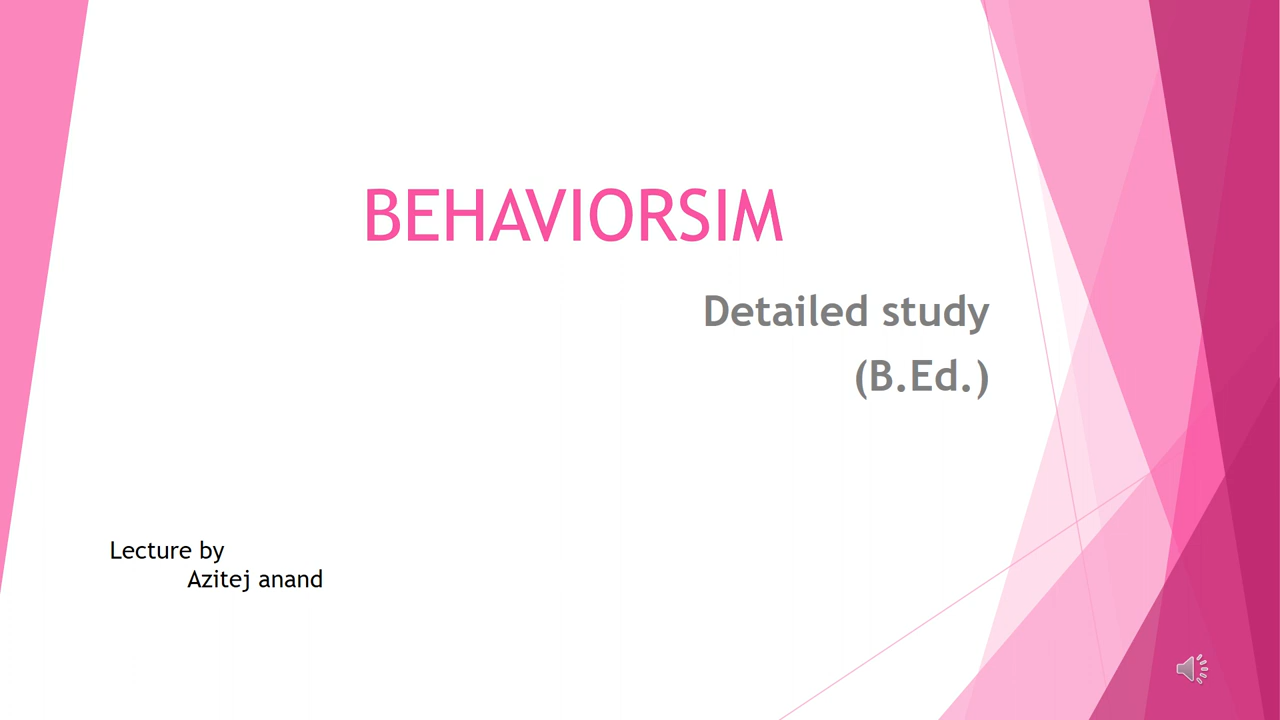 BEHAVIORSIM
Detailed study
(B.Ed.)
Lecture by
Azitej anand